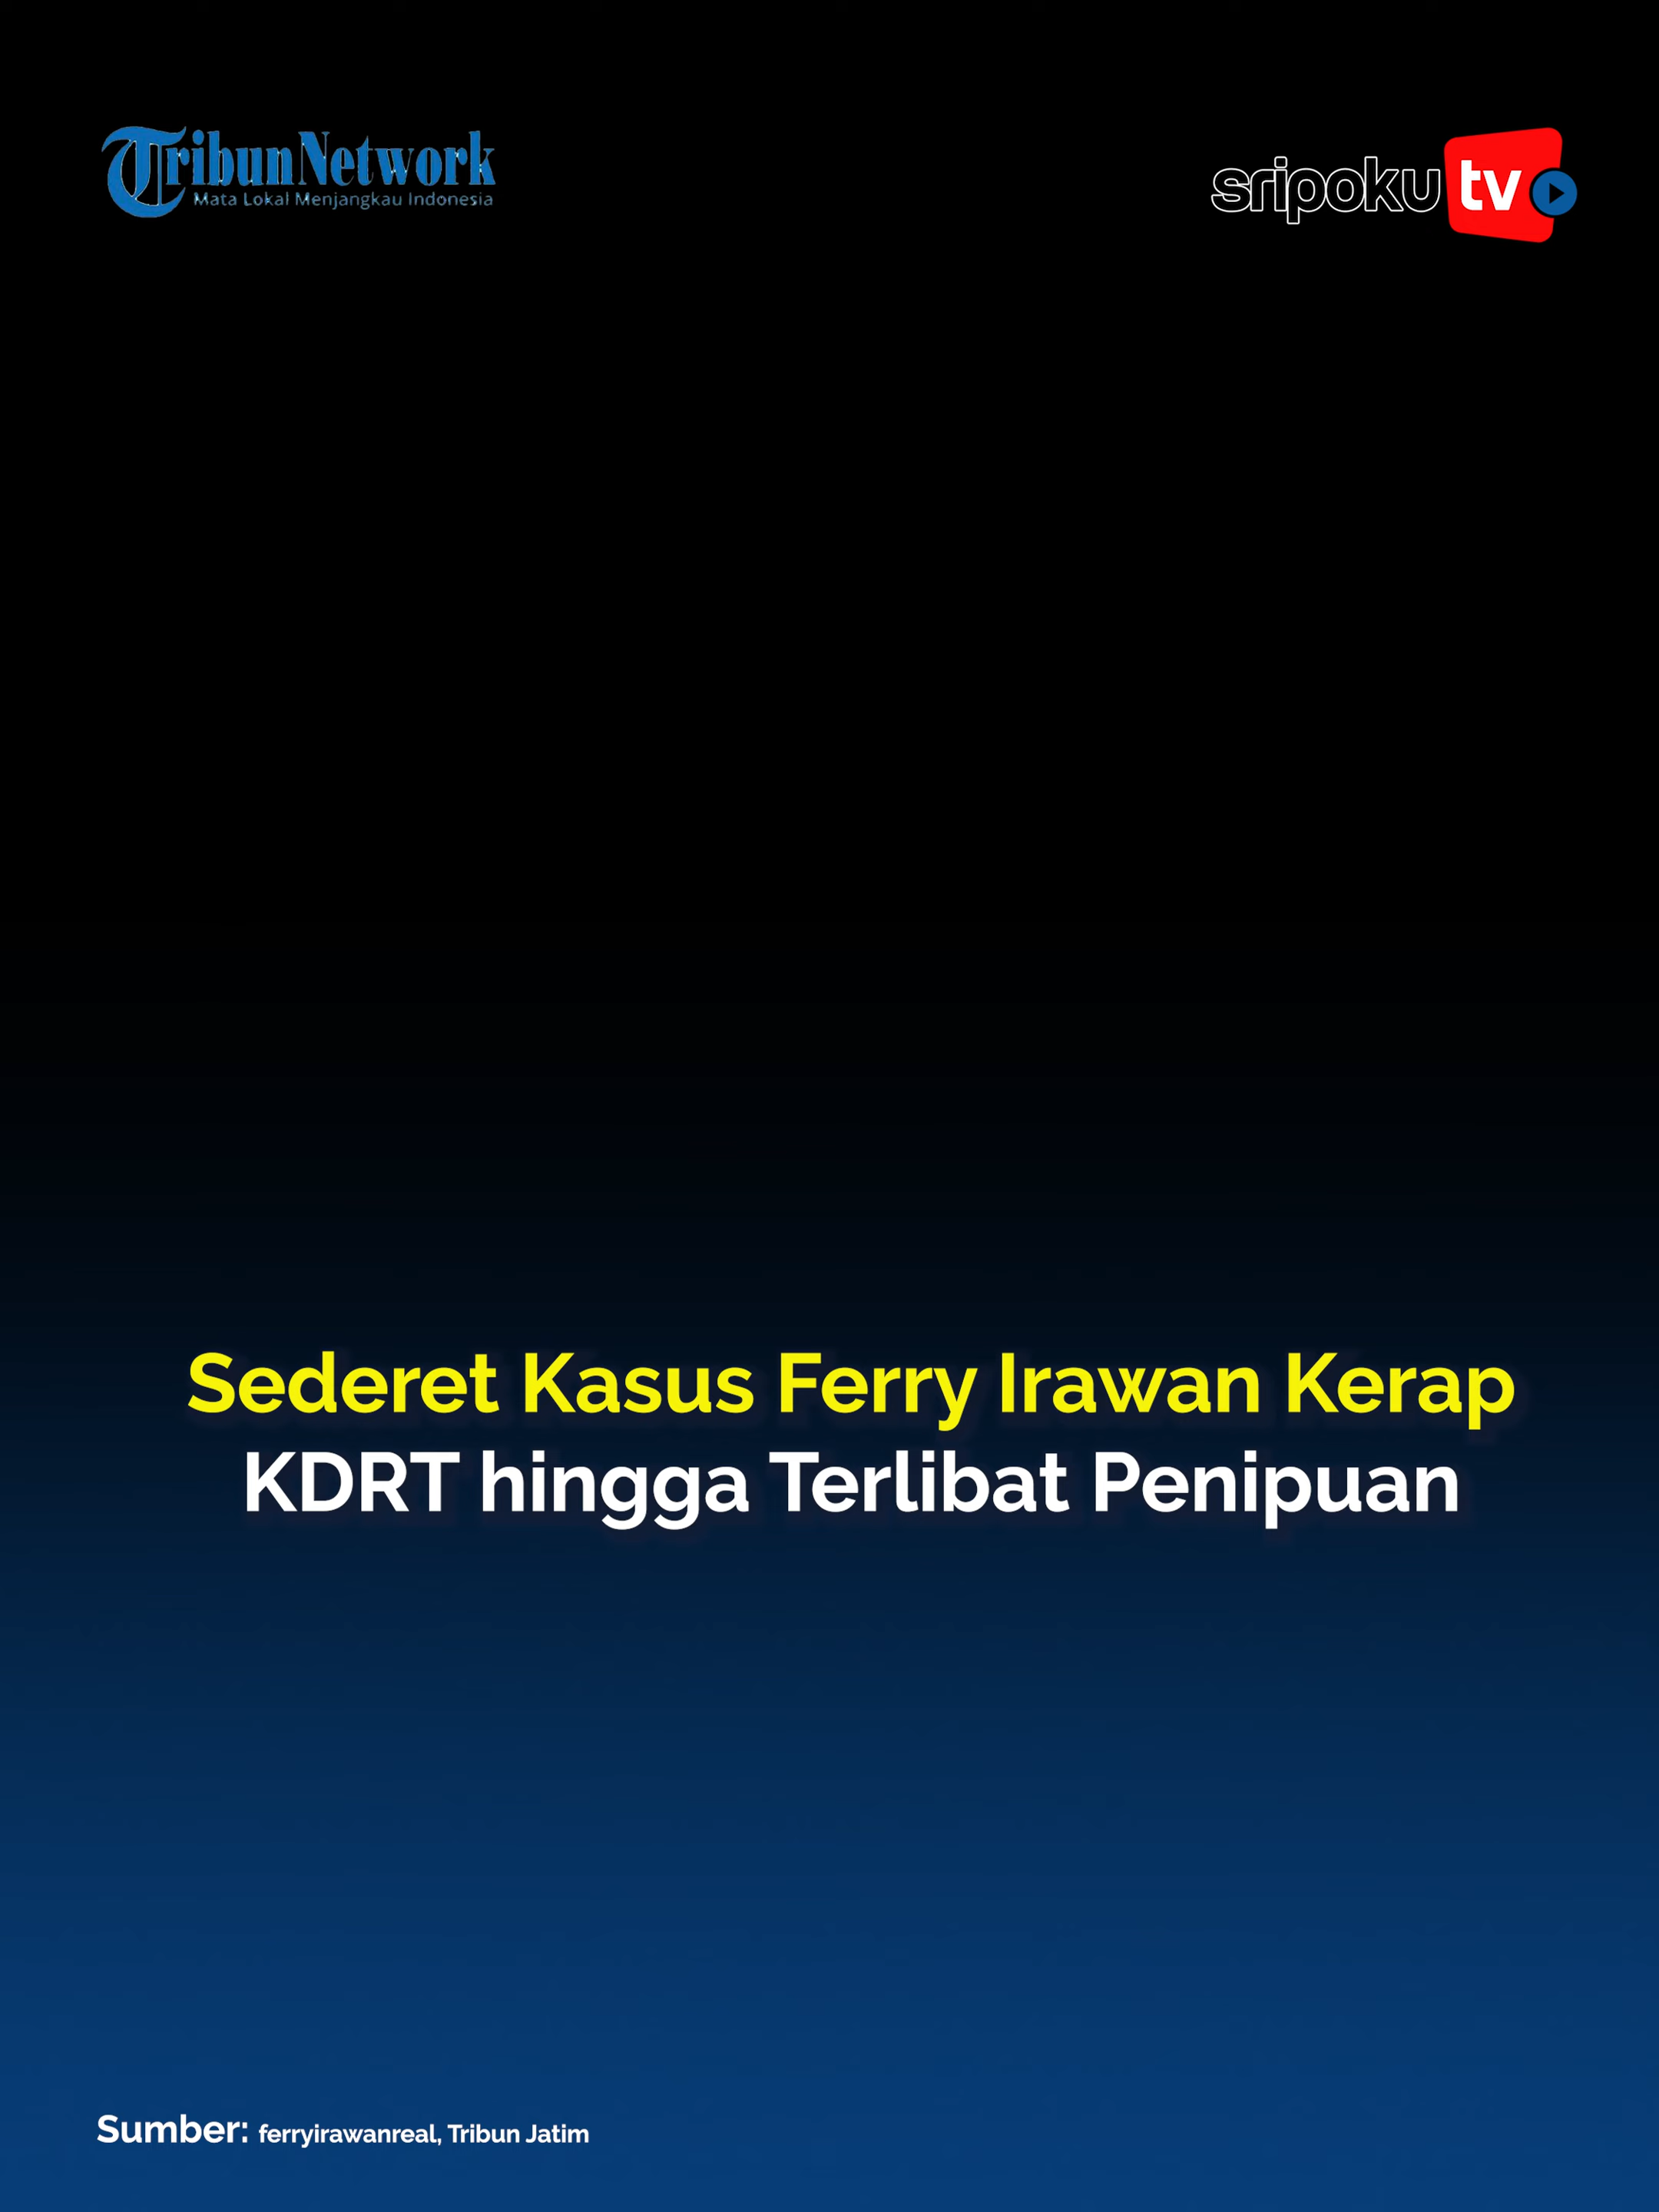 TribunNetwork
Mata Lokal Menjangkau Indonesia
sripoku tv
Sederet Kasus Ferry Irawan Kerap
KDRT hingga Terlibat Penipuan
Sumber: ferryirawanreal, Tribun Jatim